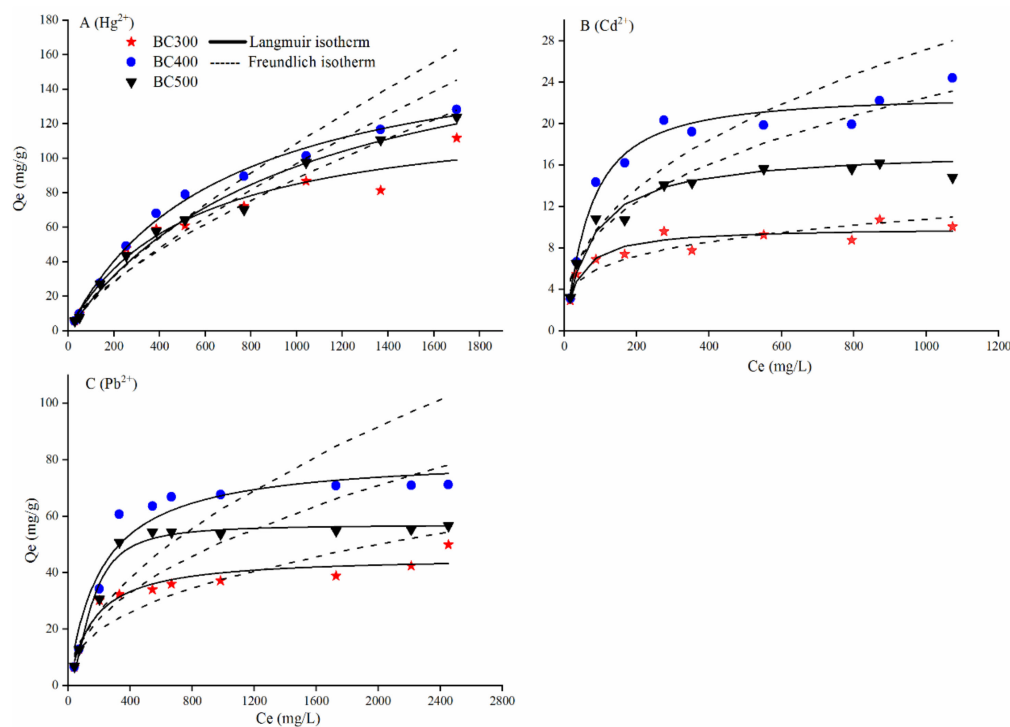 A (Hg²⁺)
BC300 Langmuir isotherm
BC400 Freundlich isotherm
BC500
180
160
140
120
100
80
60
40
20
0
Qe (mg/g)
0 200 400 600 800 1000 1200 1400 1600 1800
B (Cd²⁺)
28
24
20
16
12
8
4
0
0 200 400 600 800 1000 1200
Ce (mg/L)
C (Pb²⁺)
100
80
60
40
20
0
Qe (mg/g)
0 400 800 1200 1600 2000 2400 2800
Ce (mg/L)